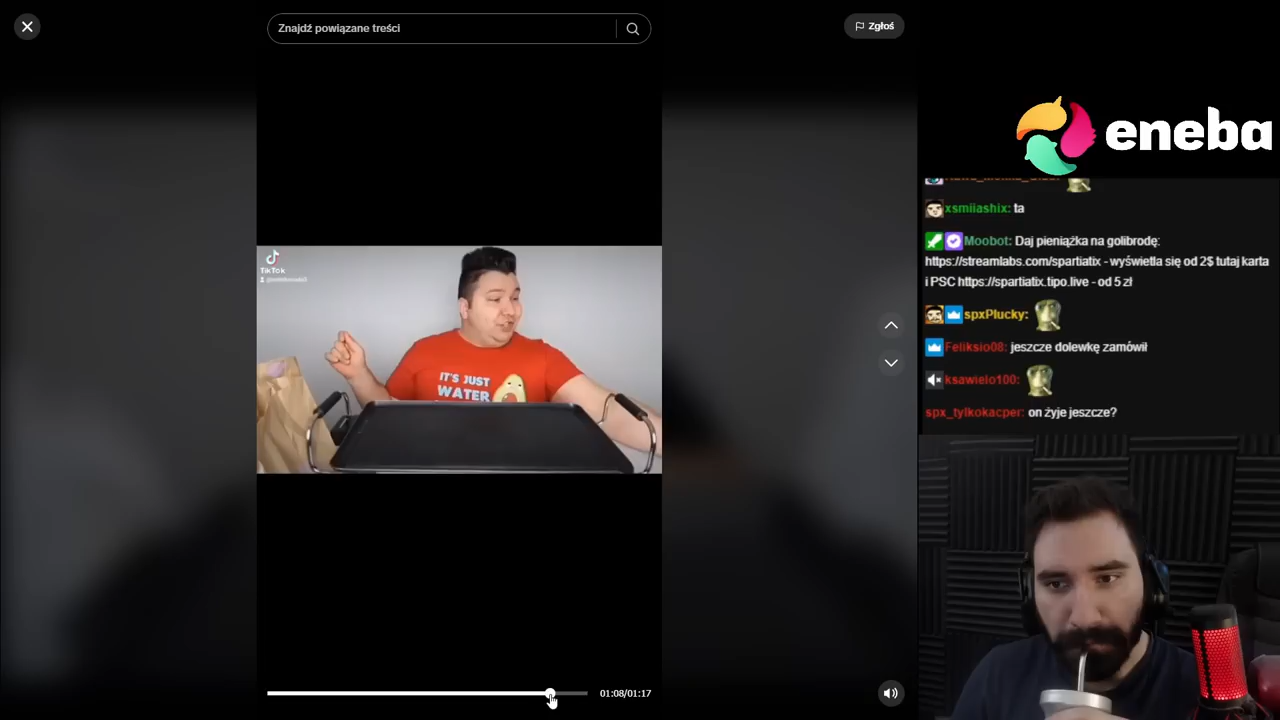 Znajdź powiązane treści
Zgłoś
eneba
xsmiiashix: ta
Moobot: Daj pieniążka na golibrodę:
https://streamlabs.com/spartiatix - wyświetla się od 2$ tutaj karta
i PSC https://spartiatix.tipo.live - od 5 zł
spxPlucky:
Feliksio08: jeszcze dolewkę zamówił
ksawielo100:
spx_tylkokacper: on żyje jeszcze?
TikTok
IT'S JUST
WATER
01:08/01:17